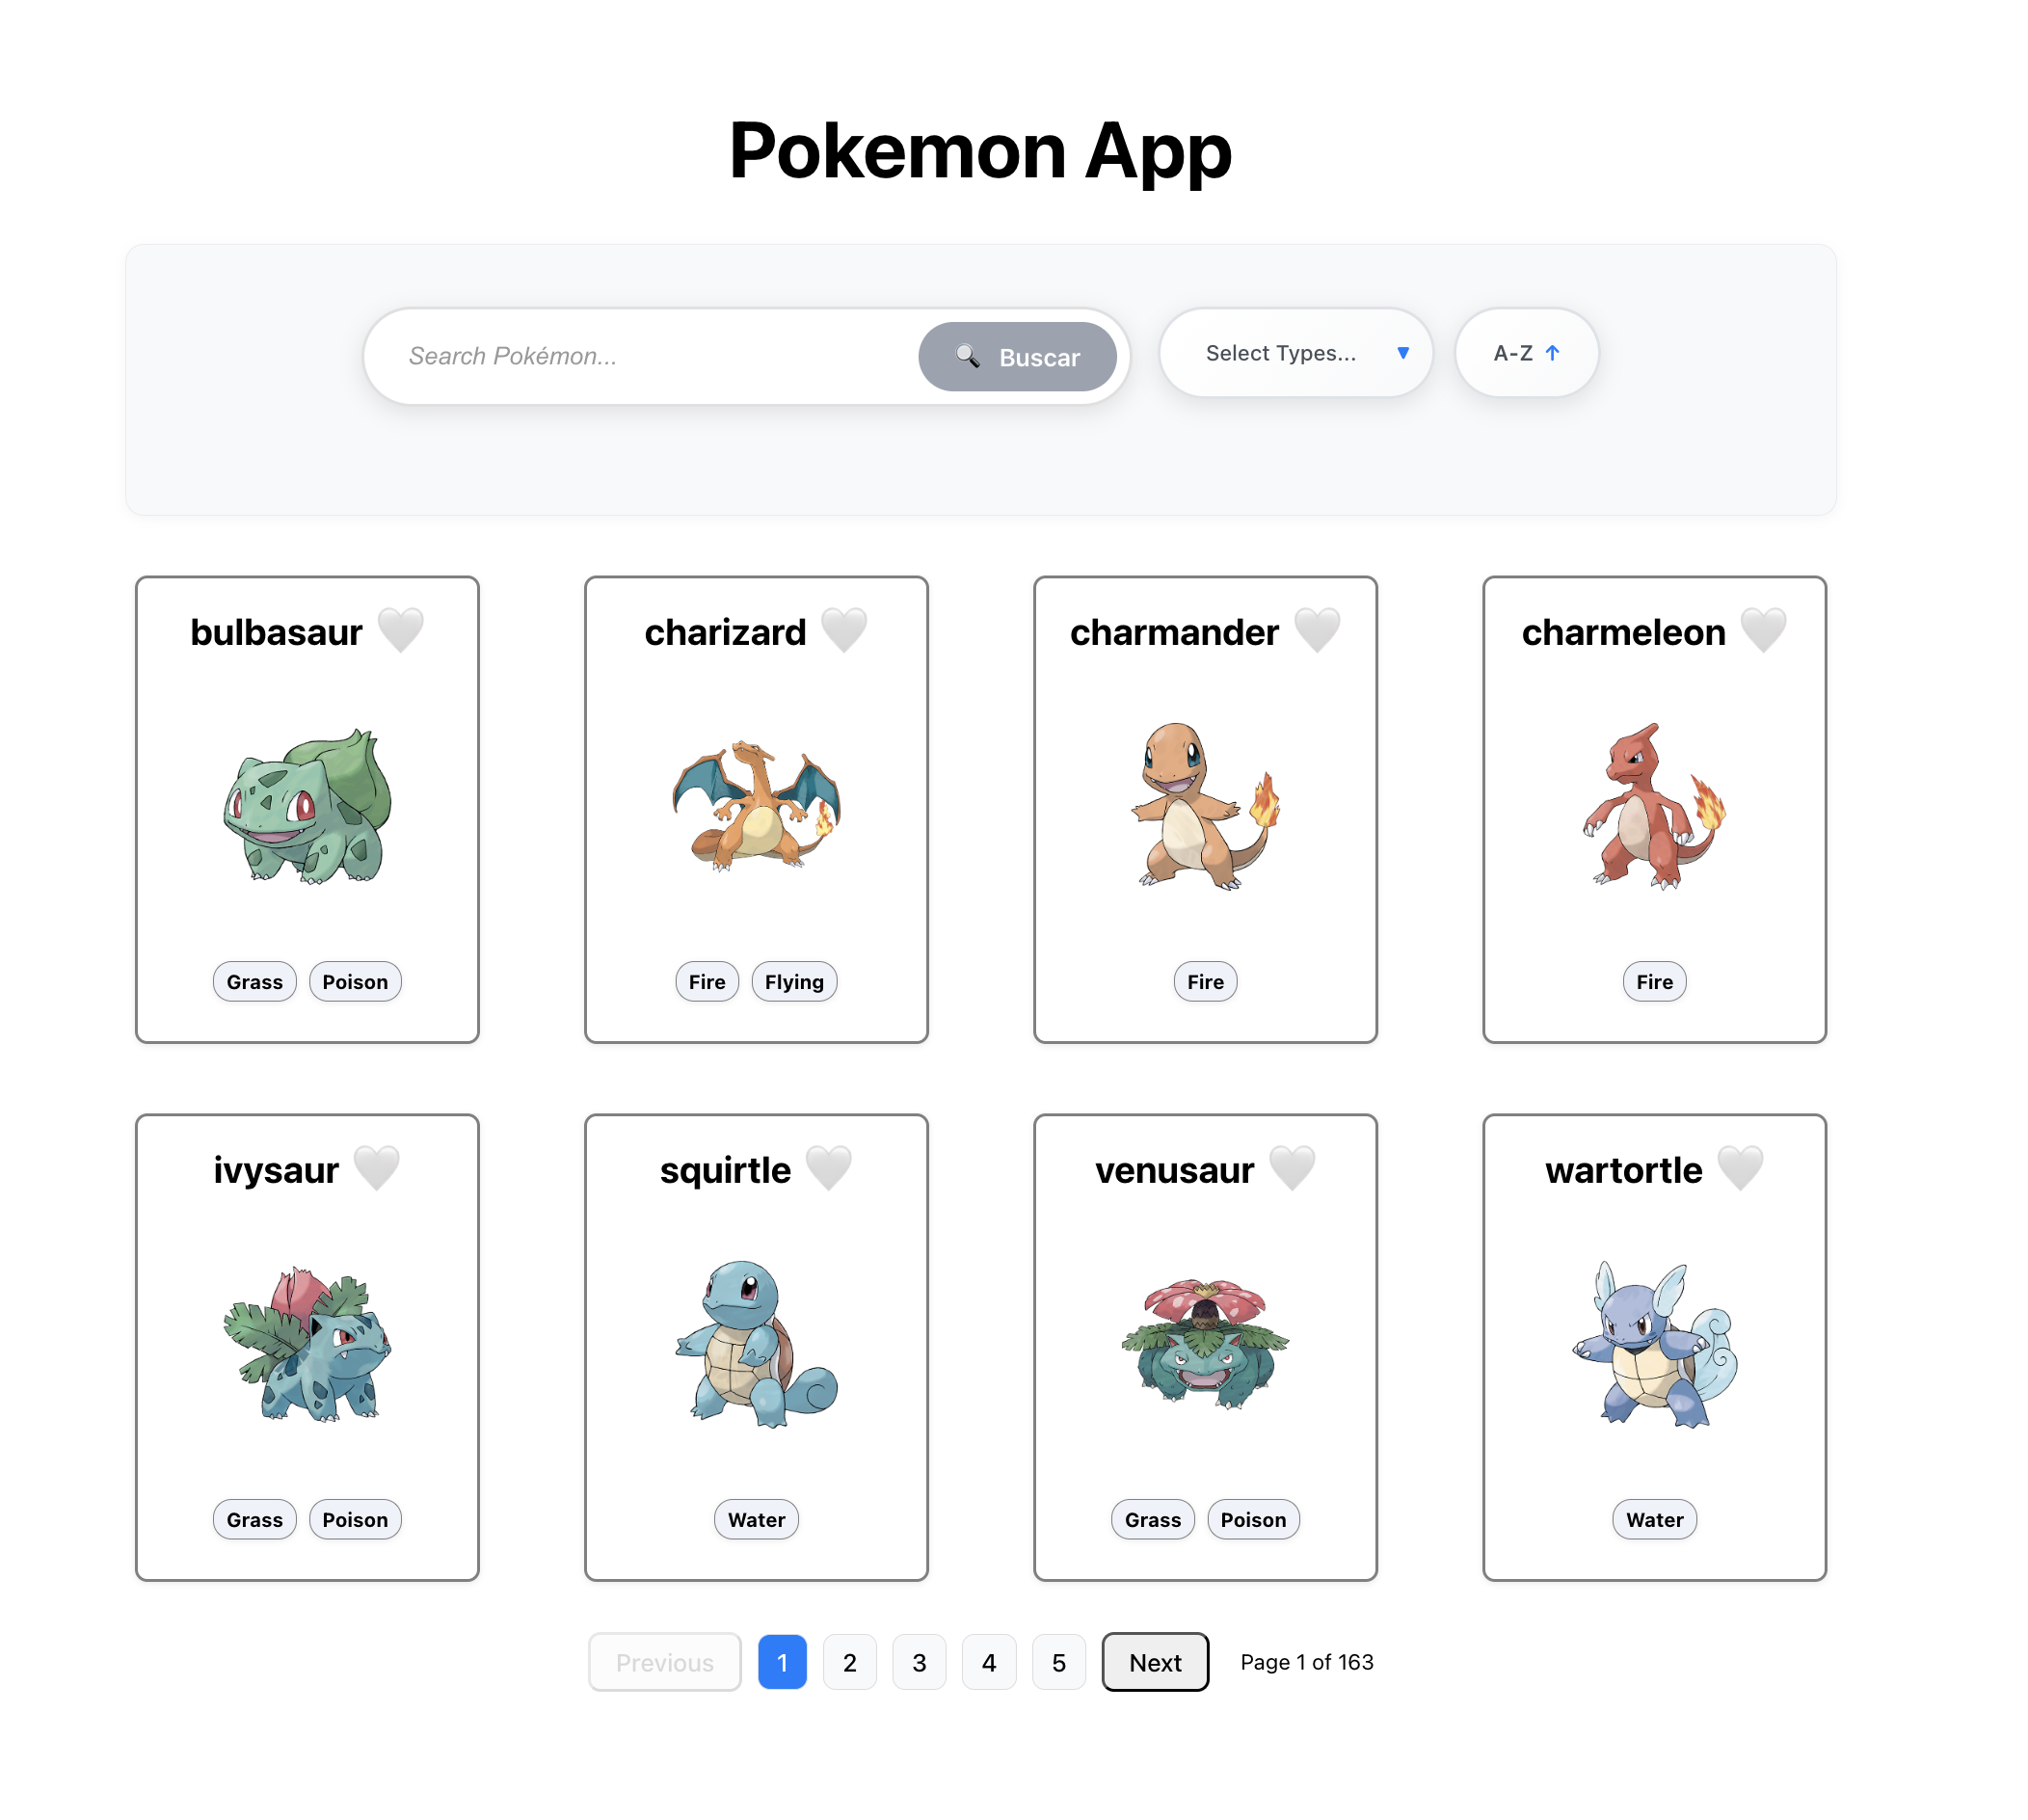 Pokemon App
Search Pokémon...
Buscar
Select Types...
A-Z ↑
bulbasaur
Grass Poison
charizard
Fire Flying
charmander
Fire
charmeleon
Fire
ivysaur
Grass Poison
squirtle
Water
venusaur
Grass Poison
wartortle
Water
Previous 1 2 3 4 5 Next Page 1 of 163